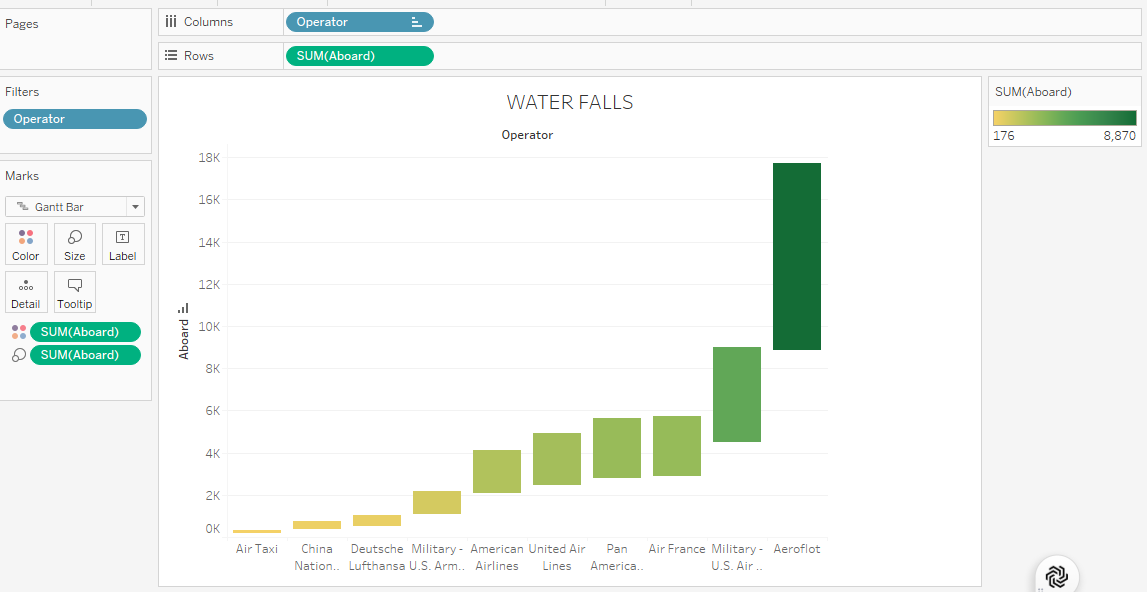 Pages
Columns
Operator
Rows
SUM(Aboard)
Filters
Operator
Marks
Gantt Bar
Color
Size
Label
Detail
Tooltip
SUM(Aboard)
SUM(Aboard)
WATER FALLS
Operator
18K
16K
14K
12K
10K
8K
6K
4K
2K
0K
Aboard
Air Taxi
China
Nation..
Deutsche
Lufthansa
Military -
U.S. Arm..
American
Airlines
United Air
Lines
Pan
America..
Air France
Military -
U.S. Air ..
Aeroflot
SUM(Aboard)
176
8,870